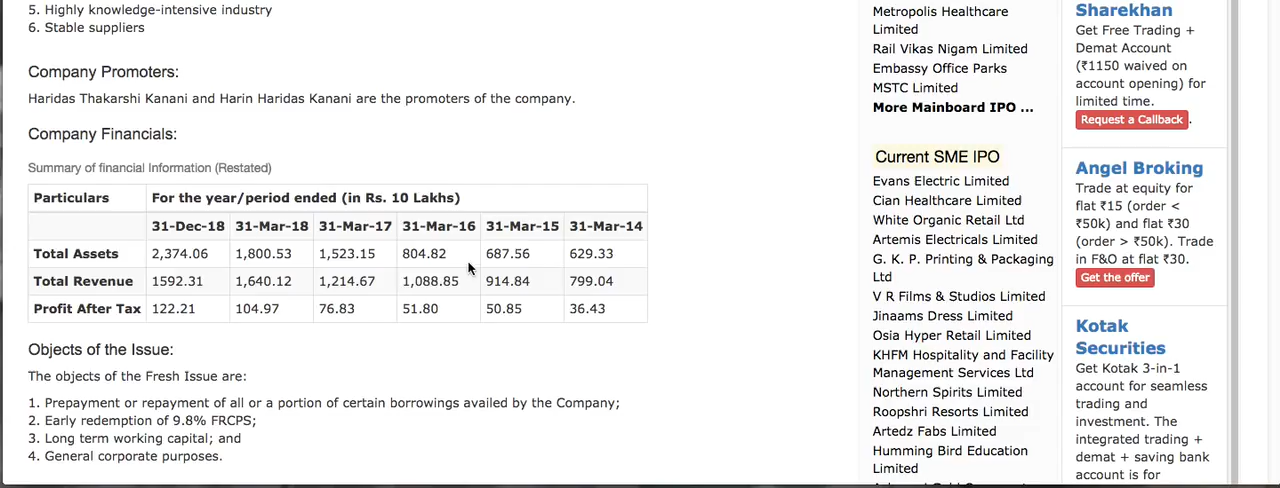 5. Highly knowledge-intensive industry
6. Stable suppliers
Company Promoters:
Haridas Thakarshi Kanani and Harin Haridas Kanani are the promoters of the company.
Company Financials:
Summary of financial Information (Restated)
Particulars For the year/period ended (in Rs. 10 Lakhs)
31-Dec-18 31-Mar-18 31-Mar-17 31-Mar-16 31-Mar-15 31-Mar-14
Total Assets 2,374.06 1,800.53 1,523.15 804.82 687.56 629.33
Total Revenue 1592.31 1,640.12 1,214.67 1,088.85 914.84 799.04
Profit After Tax 122.21 104.97 76.83 51.80 50.85 36.43
Objects of the Issue:
The objects of the Fresh Issue are:
1. Prepayment or repayment of all or a portion of certain borrowings availed by the Company;
2. Early redemption of 9.8% FRCPS;
3. Long term working capital; and
4. General corporate purposes.
Metropolis Healthcare
Limited
Rail Vikas Nigam Limited
Embassy Office Parks
MSTC Limited
More Mainboard IPO ...
Current SME IPO
Evans Electric Limited
Cian Healthcare Limited
White Organic Retail Ltd
Artemis Electricals Limited
G. K. P. Printing & Packaging
Ltd
V R Films & Studios Limited
Jinaams Dress Limited
Osia Hyper Retail Limited
KHFM Hospitality and Facility
Management Services Ltd
Northern Spirits Limited
Roopshri Resorts Limited
Artedz Fabs Limited
Humming Bird Education
Limited
Sharekhan
Get Free Trading +
Demat Account
(₹1150 waived on
account opening) for
limited time.
Request a Callback.
Angel Broking
Trade at equity for
flat ₹15 (order <
₹50k) and flat ₹30
(order > ₹50k). Trade
in F&O at flat ₹30.
Get the offer
Kotak
Securities
Get Kotak 3-in-1
account for seamless
trading and
investment. The
integrated trading +
demat + saving bank
account is for